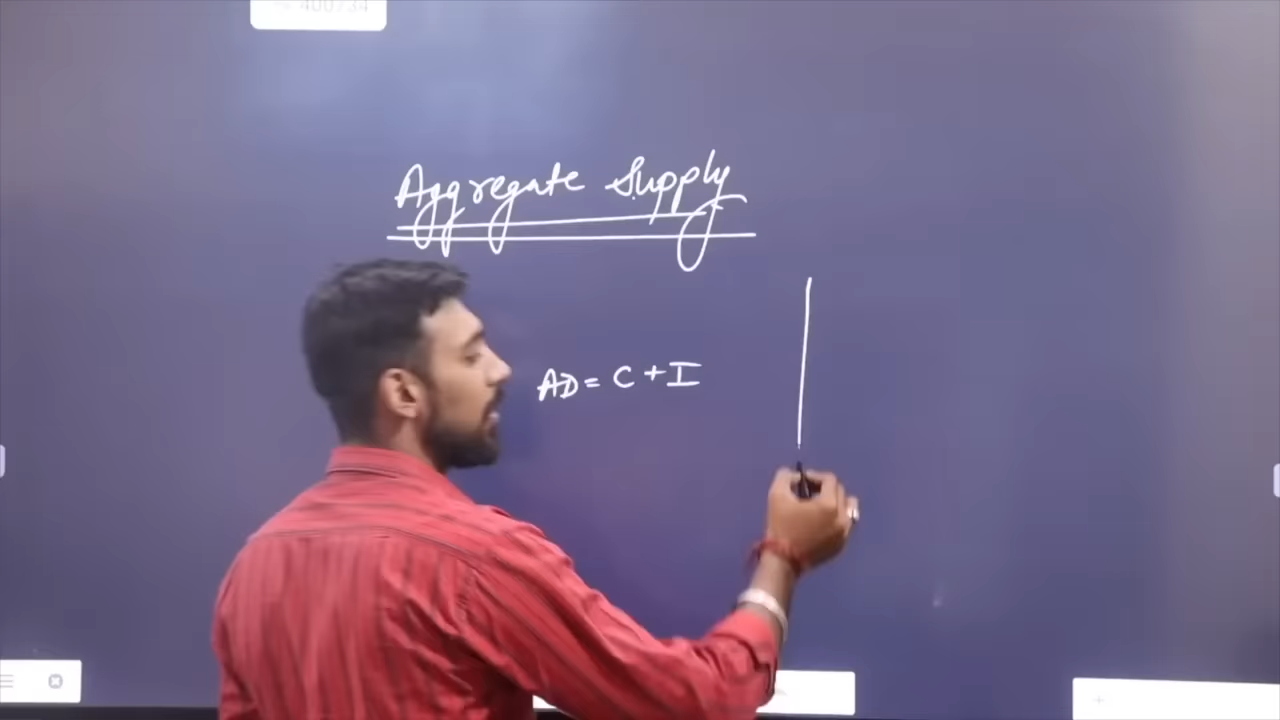 Aggregate Supply
AD = C + I